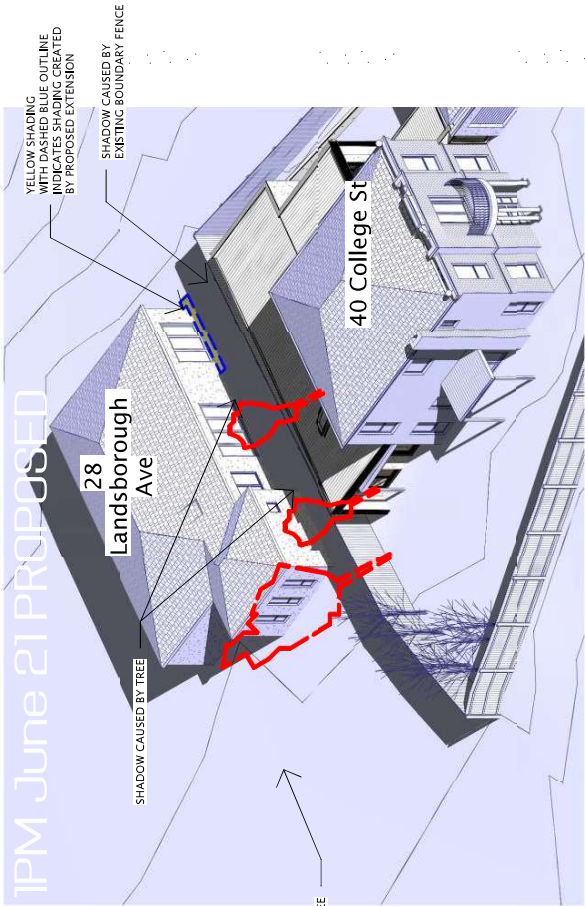 1PM June 21 PROPOSED
YELLOW SHADING
WITH DASHED BLUE OUTLINE
INDICATES SHADING CREATED
BY PROPOSED EXTENSION
SHADOW CAUSED BY
EXISTING BOUNDARY FENCE
28
Landsborough
Ave
40 College St
SHADOW CAUSED BY TREE
EE